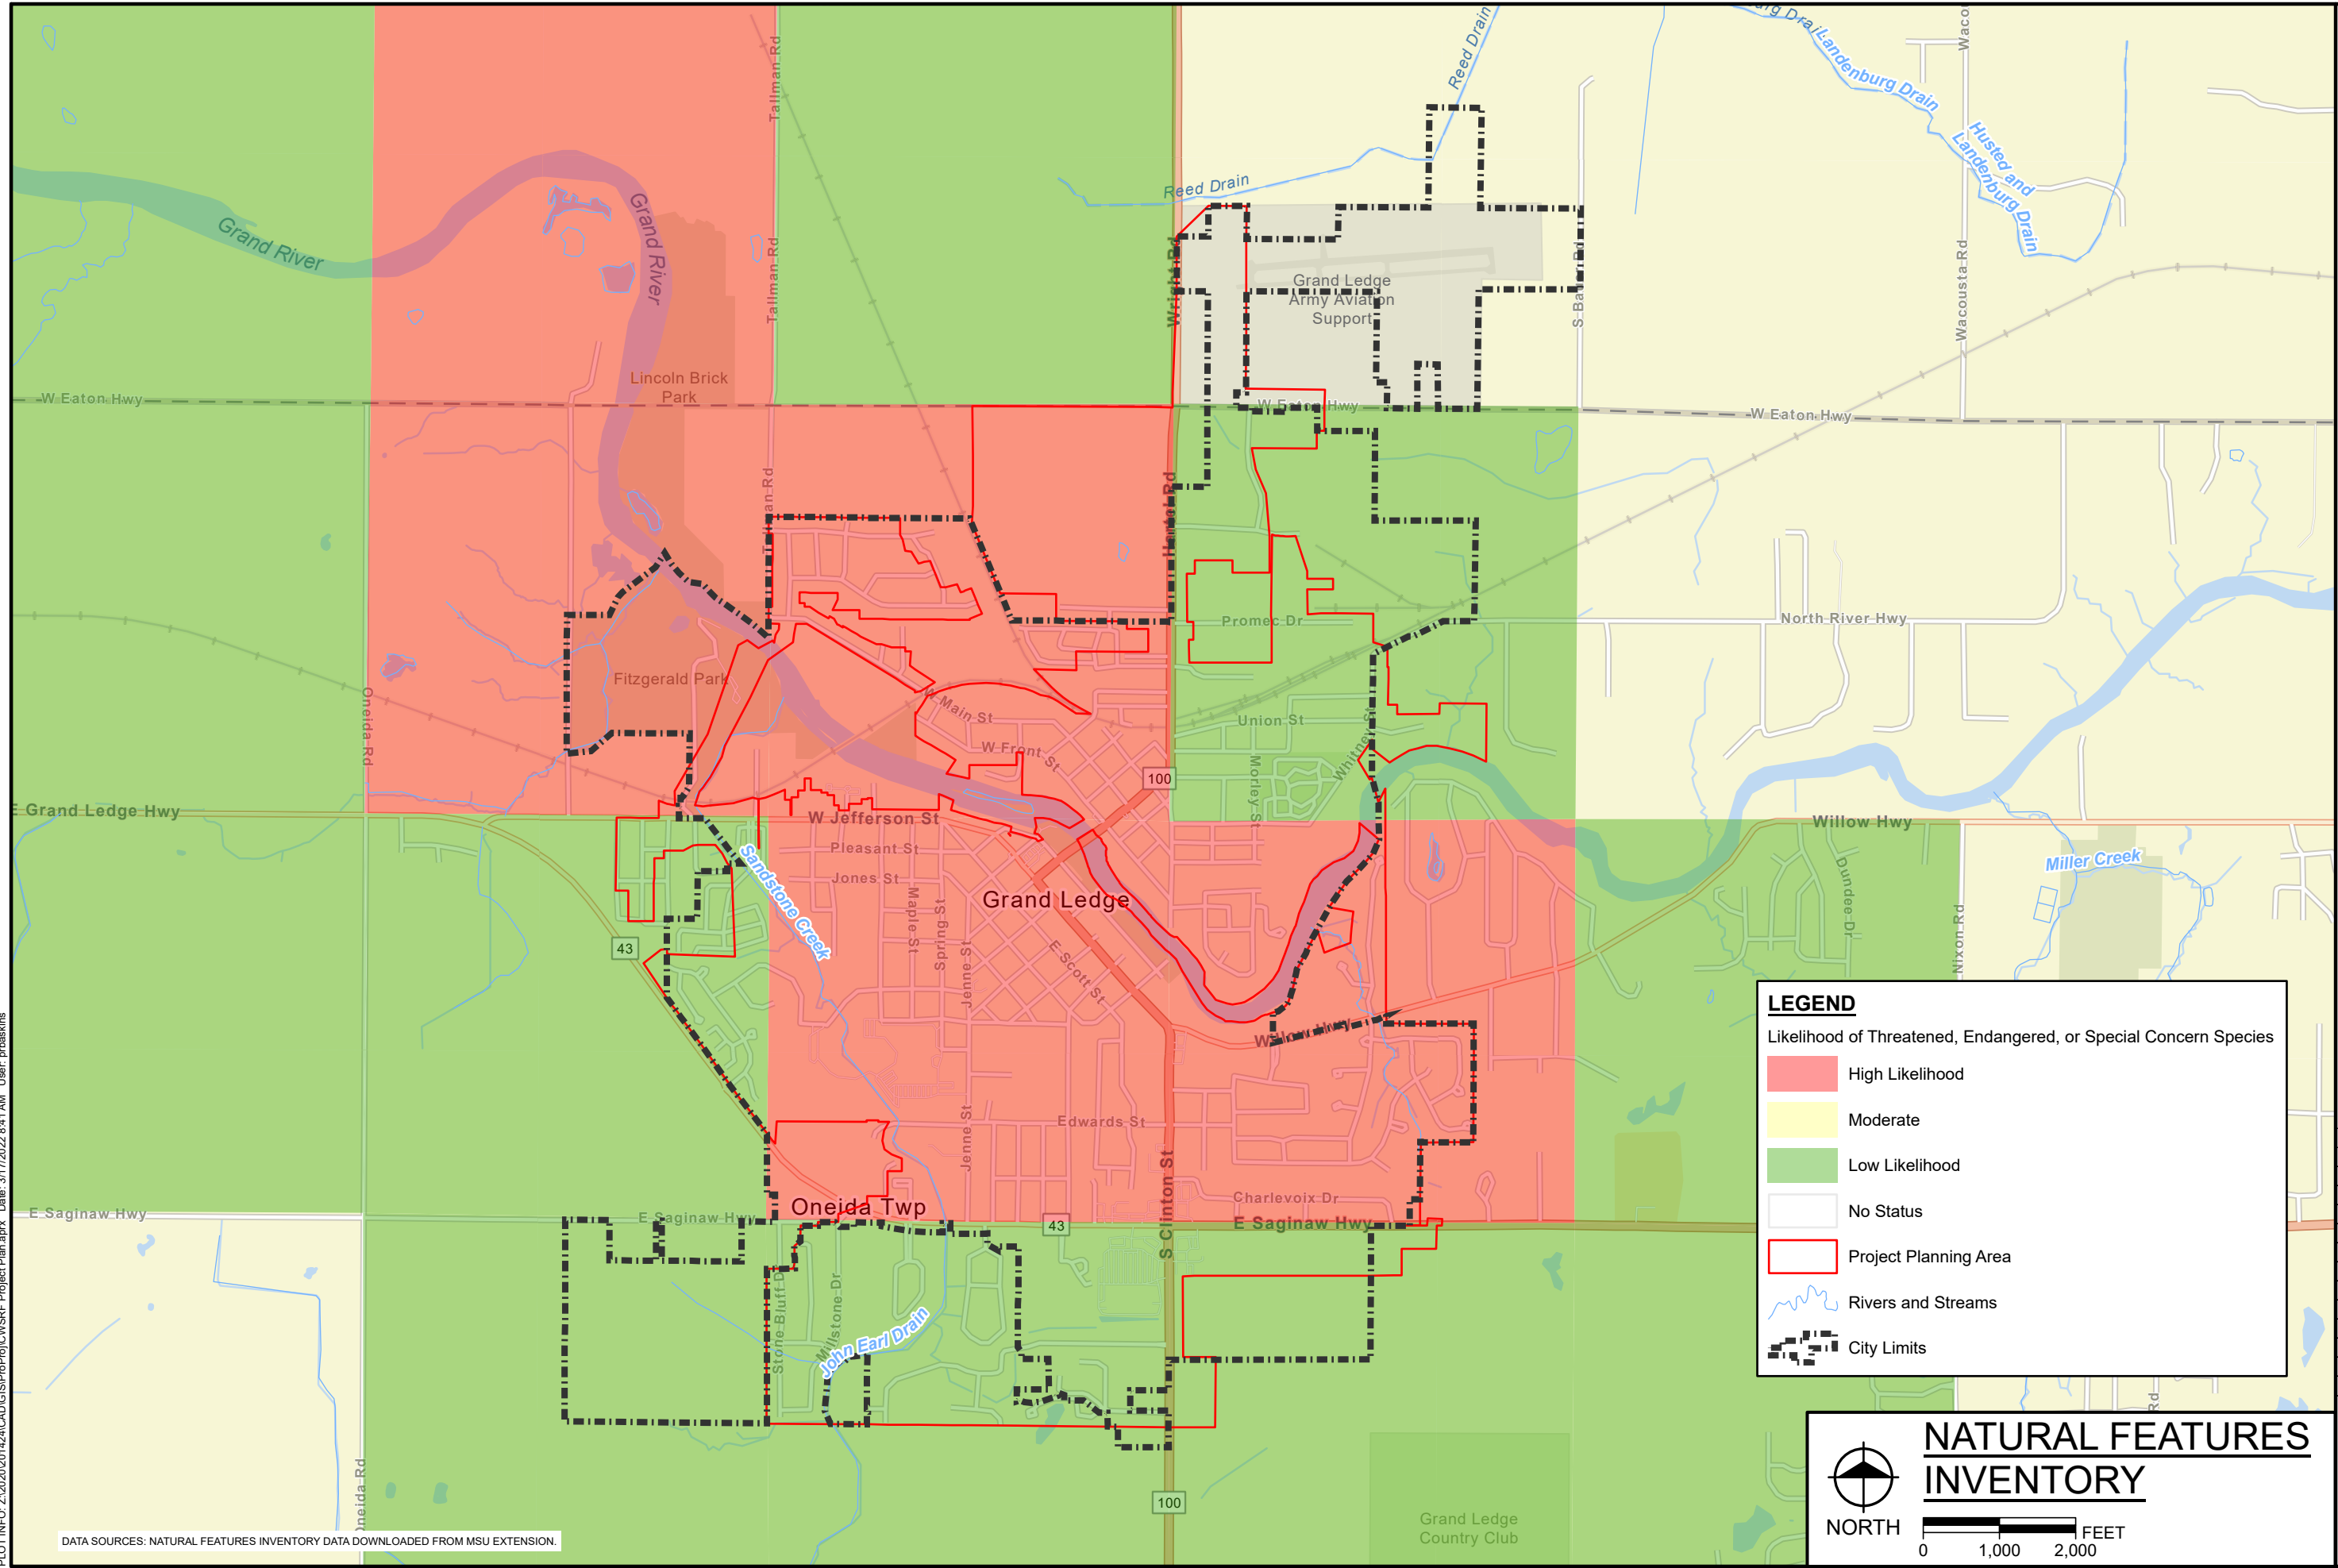 Tallman Rd
Reed Drain
Landenburg Drain
Husted and
Landenburg Drain
Reed Drain
Grand River
Grand River
Tallman Rd
Wright Rd
Grand Ledge
Army Aviation
Support
S Bauer Rd
Wacousta Rd
Lincoln Brick
Park
W Eaton Hwy
W Eaton Hwy
W Eaton Hwy
Hartel Rd
Promec Dr
North River Hwy
Oneida Rd
Fitzgerald Park
W Main St
Union St
W Front St
Whitney St
Morley St
100
E Grand Ledge Hwy
W Jefferson St
Willow Hwy
Pleasant St
Jones St
Sandstone Creek
Maple St
Spring St
Grand Ledge
Miller Creek
Dundee Dr
43
Jenne St
E Scott St
Nixon Rd
Willow Hwy
Jenne St
Edwards St
S Clinton St
Charlevoix Dr
Oneida Twp
E Saginaw Hwy
E Saginaw Hwy
43
E Saginaw Hwy
Stone Bluff Dr
Millstone Dr
John Earl Drain
Oneida Rd
100
Grand Ledge
Country Club
Rd
LEGEND
Likelihood of Threatened, Endangered, or Special Concern Species
High Likelihood
Moderate
Low Likelihood
No Status
Project Planning Area
Rivers and Streams
City Limits
NATURAL FEATURES
INVENTORY
NORTH
FEET
0 1,000 2,000
DATA SOURCES: NATURAL FEATURES INVENTORY DATA DOWNLOADED FROM MSU EXTENSION.